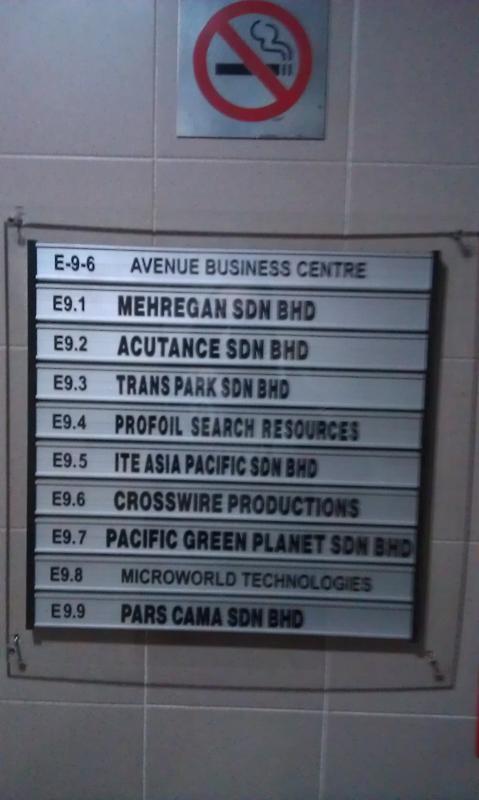 E-9-6 AVENUE BUSINESS CENTRE
E9.1 MEHREGAN SDN BHD
E9.2 ACUTANCE SDN BHD
E9.3 TRANS PARK SDN BHD
E9.4 PROFOIL SEARCH RESOURCES
E9.5 ITE ASIA PACIFIC SDN BHD
E9.6 CROSSWIRE PRODUCTIONS
E9.7 PACIFIC GREEN PLANET SDN BHD
E9.8 MICROWORLD TECHNOLOGIES
E9.9 PARS CAMA SDN BHD